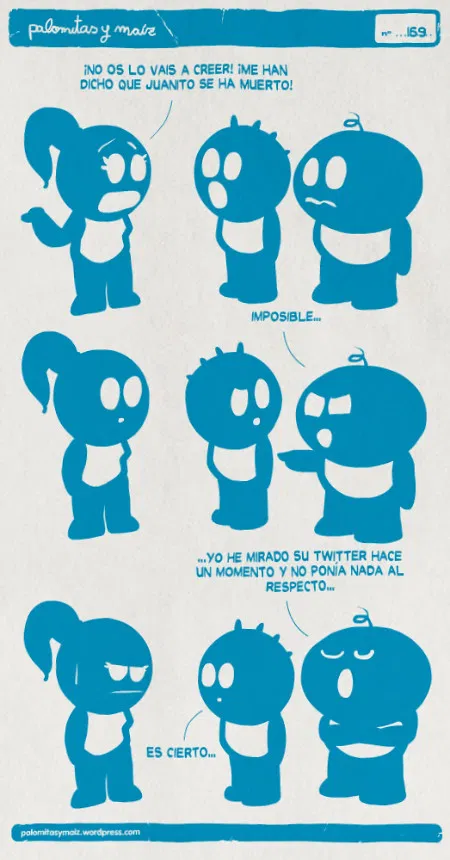 palomitas y maíz
nº ...159..
¡NO OS LO VAIS A CREER! ¡ME HAN
DICHO QUE JUANITO SE HA MUERTO!
IMPOSIBLE...
...YO HE MIRADO SU TWITTER HACE
UN MOMENTO Y NO PONÍA NADA AL
RESPECTO...
ES CIERTO...
palomitasymaiz.wordpress.com